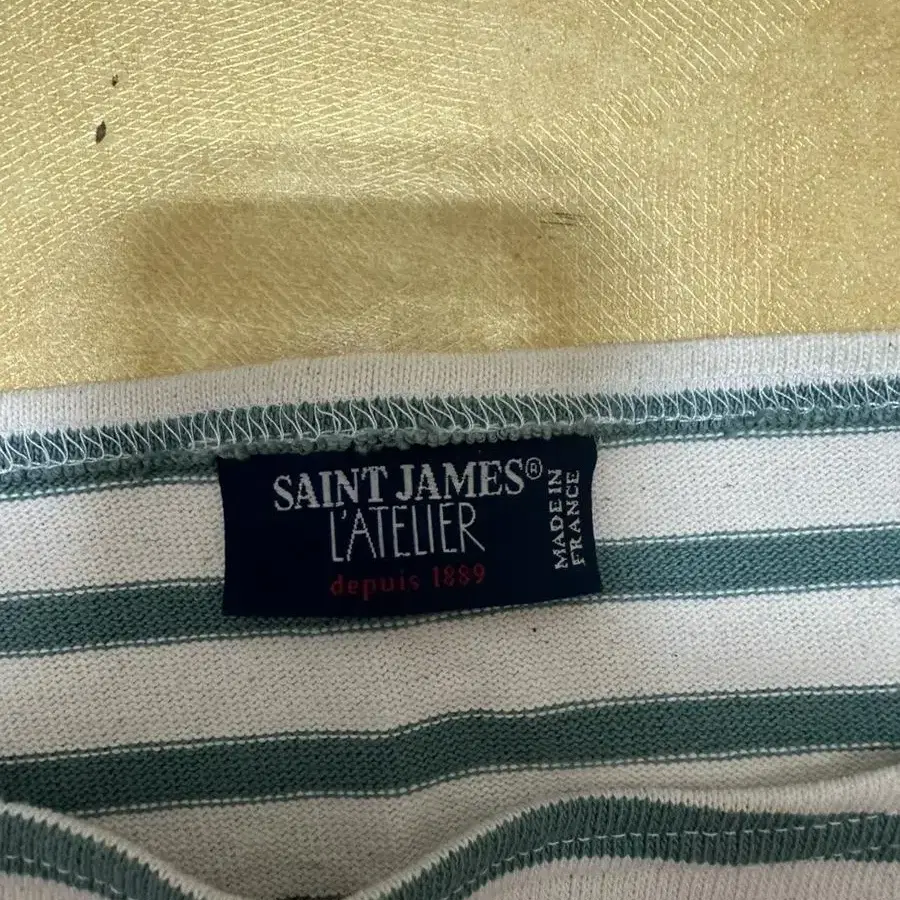 SAINT JAMES®
L'ATELIER
depuis 1889
MADE IN
FRANCE